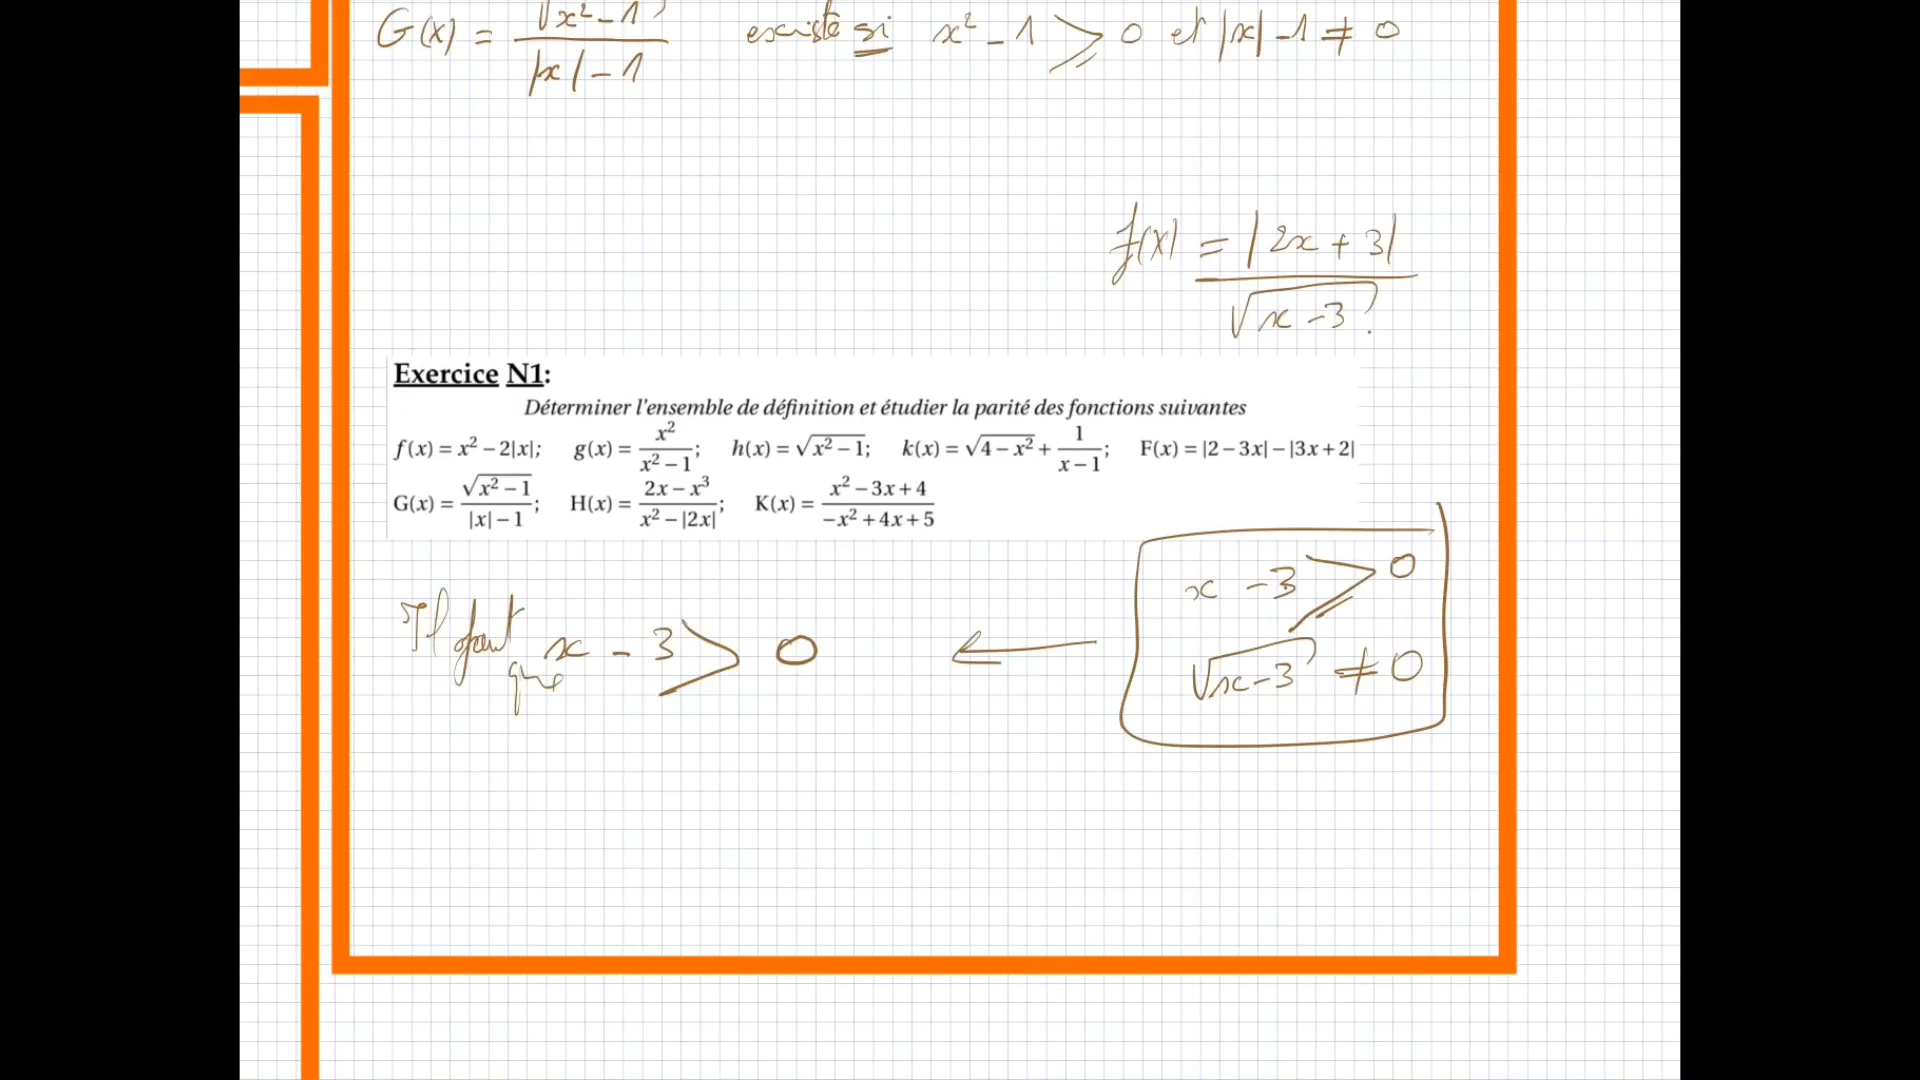 G(x) = √(x² - 1) / (|x| - 1) existe si x² - 1 ⩾ 0 et |x| - 1 ≠ 0
f(x) = |2x + 3| / √(x - 3)
Exercice N1:
Déterminer l'ensemble de définition et étudier la parité des fonctions suivantes
f(x) = x² − 2|x|; g(x) = x² / (x² − 1); h(x) = √(x² − 1); k(x) = √(4 − x²) + 1 / (x − 1); F(x) = |2 − 3x| − |3x + 2|
G(x) = √(x² − 1) / (|x| − 1); H(x) = (2x − x³) / (x² − |2x|); K(x) = (x² − 3x + 4) / (−x² + 4x + 5)
x - 3 ⩾ 0
Il faut que x - 3 > 0 ←
√(x - 3) ≠ 0